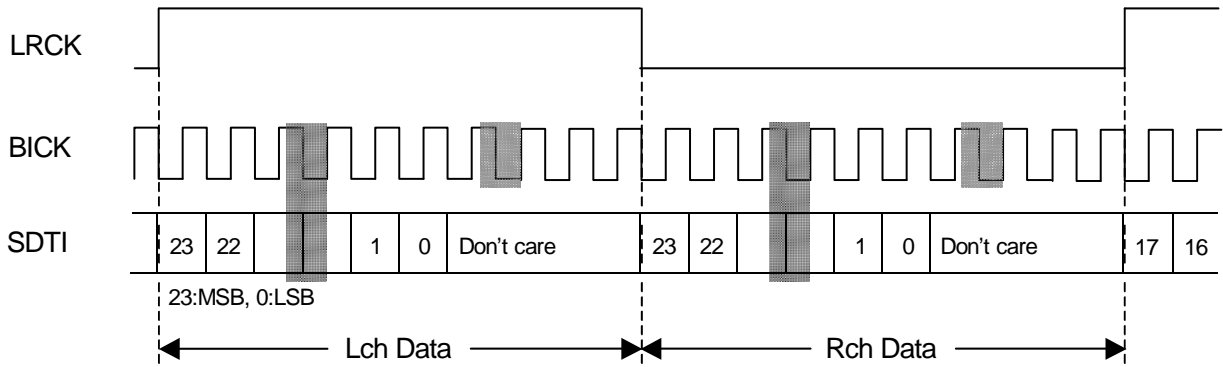 LRCK
BICK
SDTI
23 22 1 0 Don't care 23 22 1 0 Don't care 17 16
23:MSB, 0:LSB
Lch Data Rch Data